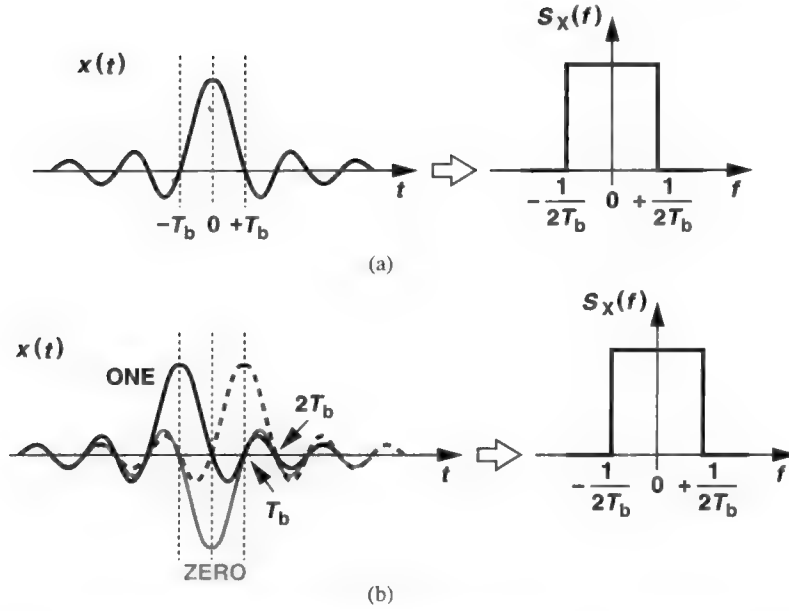 x(t)
S_X(f)
t
f
−T_b 0 +T_b
−1/2T_b 0 +1/2T_b
(a)
x(t)
ONE
2T_b
T_b
ZERO
t
S_X(f)
f
−1/2T_b 0 +1/2T_b
(b)